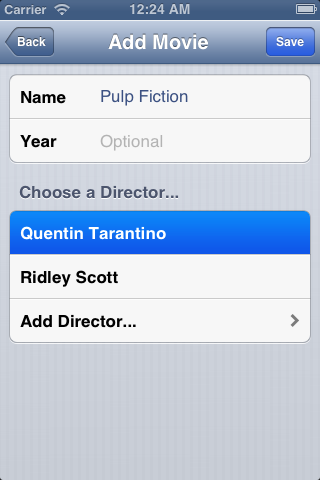 Carrier 12:24 AM
Back Add Movie Save
Name Pulp Fiction
Year Optional
Choose a Director...
Quentin Tarantino
Ridley Scott
Add Director...